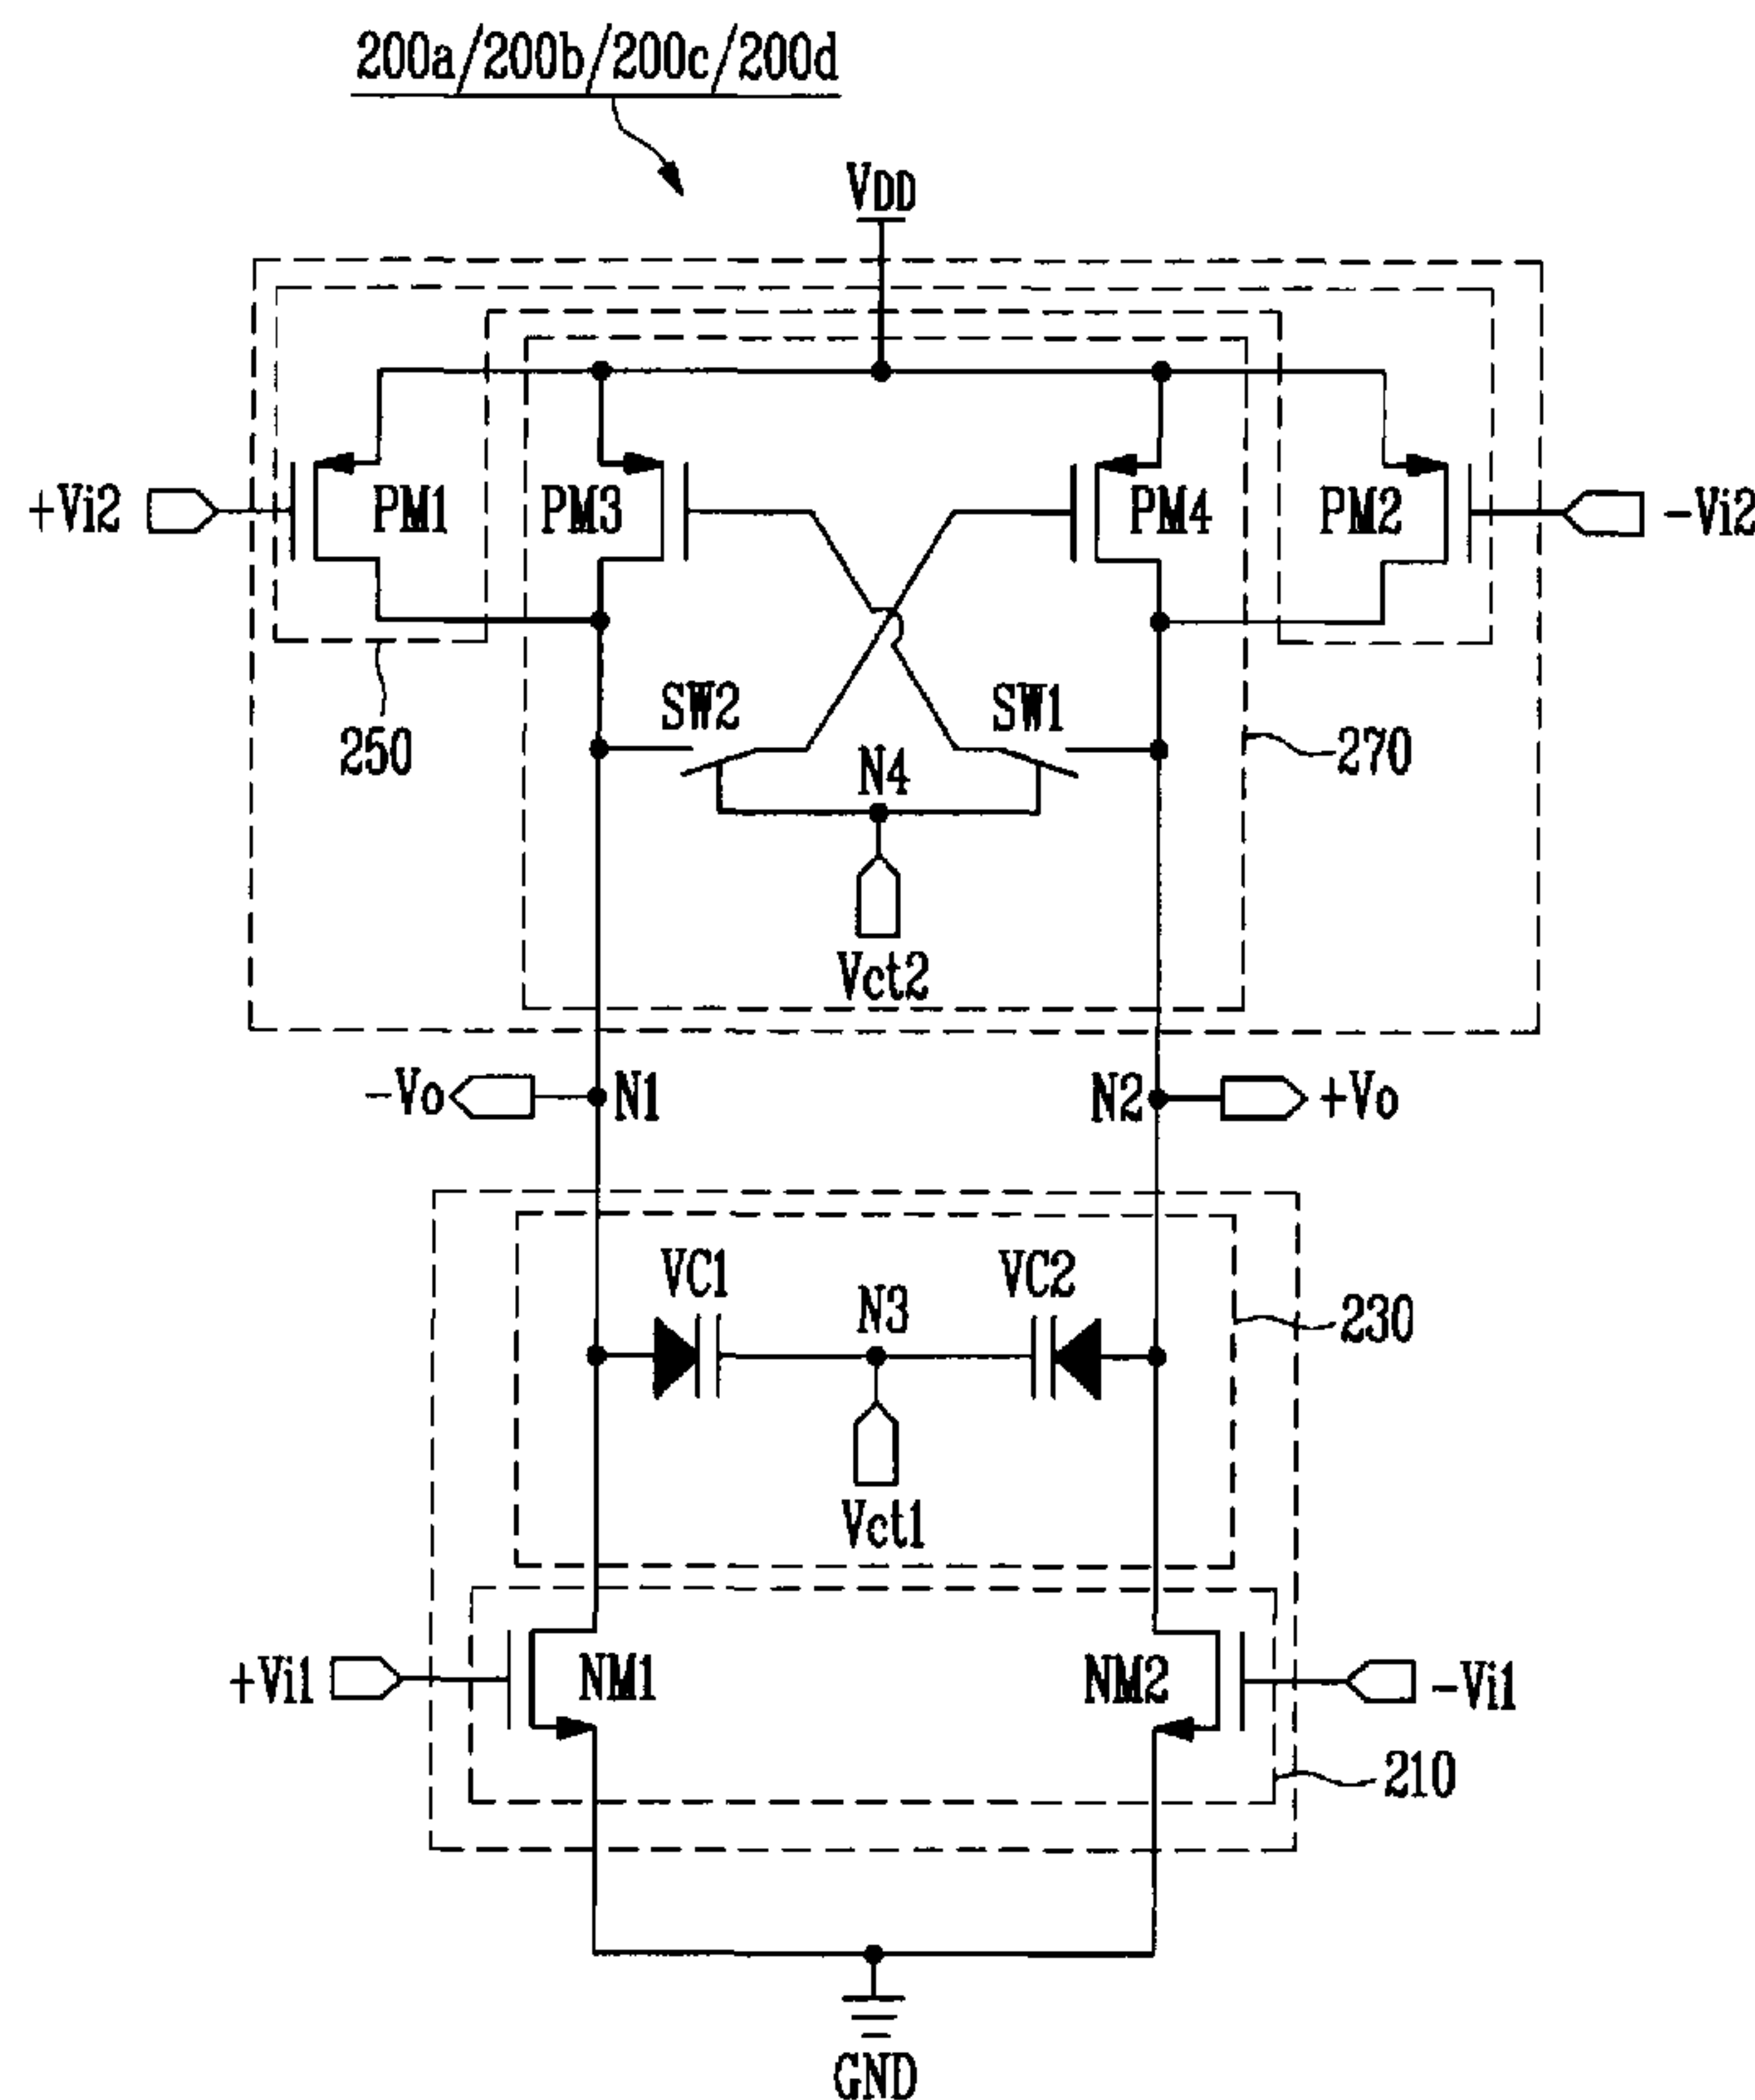 200a/200b/200c/200d
VDD
+Vi2 PM1 PM3 PM4 PM2 -Vi2
SW2 SW1
250 N4 270
Vct2
-Vo N1 N2 +Vo
VC1 N3 VC2 230
Vct1
+Vi1 NM1 NM2 -Vi1
210
GND